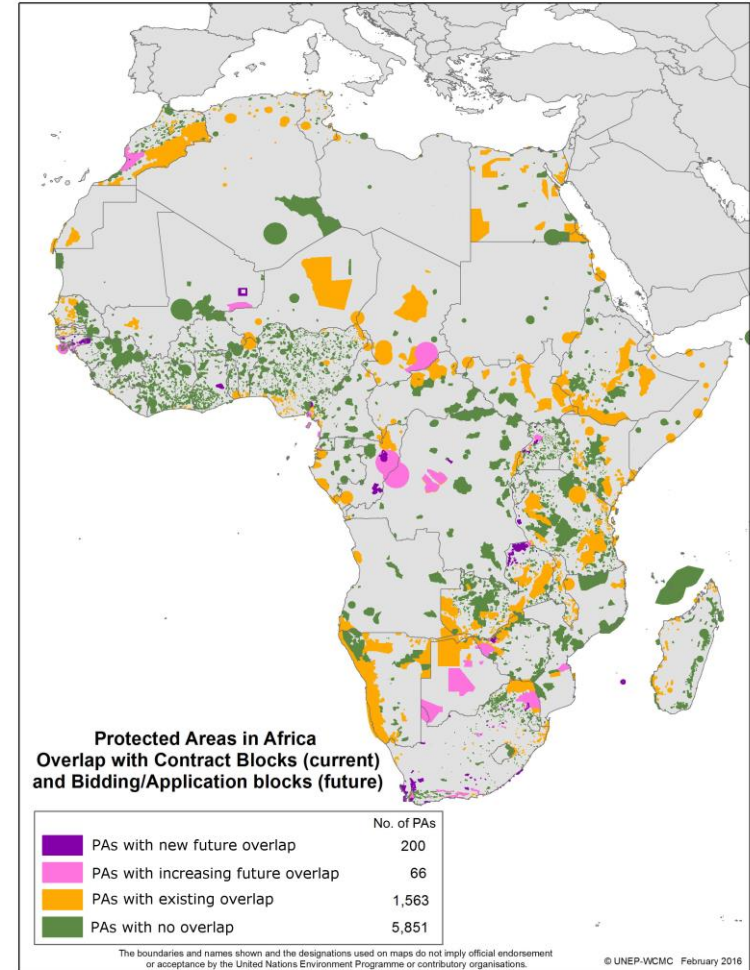 Protected Areas in Africa
Overlap with Contract Blocks (current)
and Bidding/Application blocks (future)
No. of PAs
PAs with new future overlap 200
PAs with increasing future overlap 66
PAs with existing overlap 1,563
PAs with no overlap 5,851
The boundaries and names shown and the designations used on maps do not imply official endorsement
or acceptance by the United Nations Environment Programme or contributory organisations.
© UNEP-WCMC February 2016